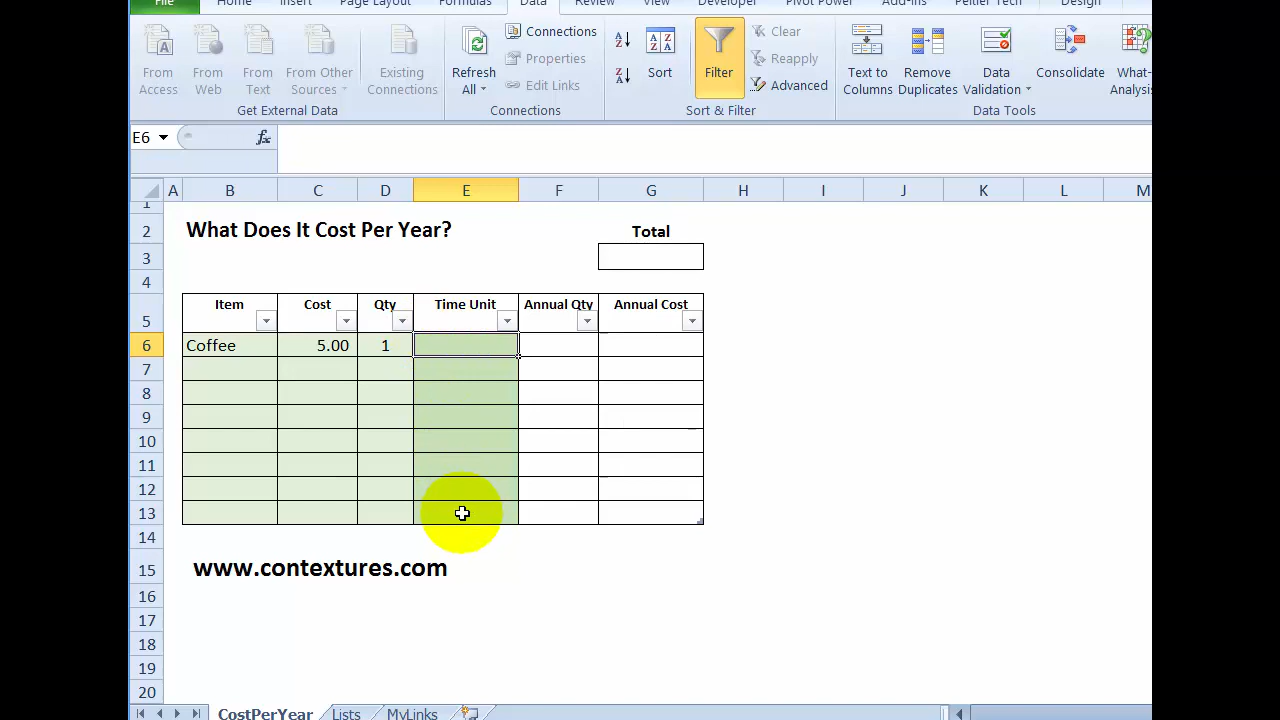 File Home Insert Page Layout Formulas Data Review View Developer Pivot Power Add-Ins Peltier Tech Design
From Access
From Web
From Text
From Other Sources
Existing Connections
Get External Data
Refresh All
Connections
Properties
Edit Links
Connections
Sort
Filter
Clear
Reapply
Advanced
Sort & Filter
Text to Columns
Remove Duplicates
Data Validation
Consolidate
What-
Analysis
Data Tools
E6 fx
A B C D E F G H I J K L M
1
2 What Does It Cost Per Year? Total
3
4
5 Item Cost Qty Time Unit Annual Qty Annual Cost
6 Coffee 5.00 1
7
8
9
10
11
12
13
14
15 www.contextures.com
16
17
18
19
20
CostPerYear Lists MyLinks